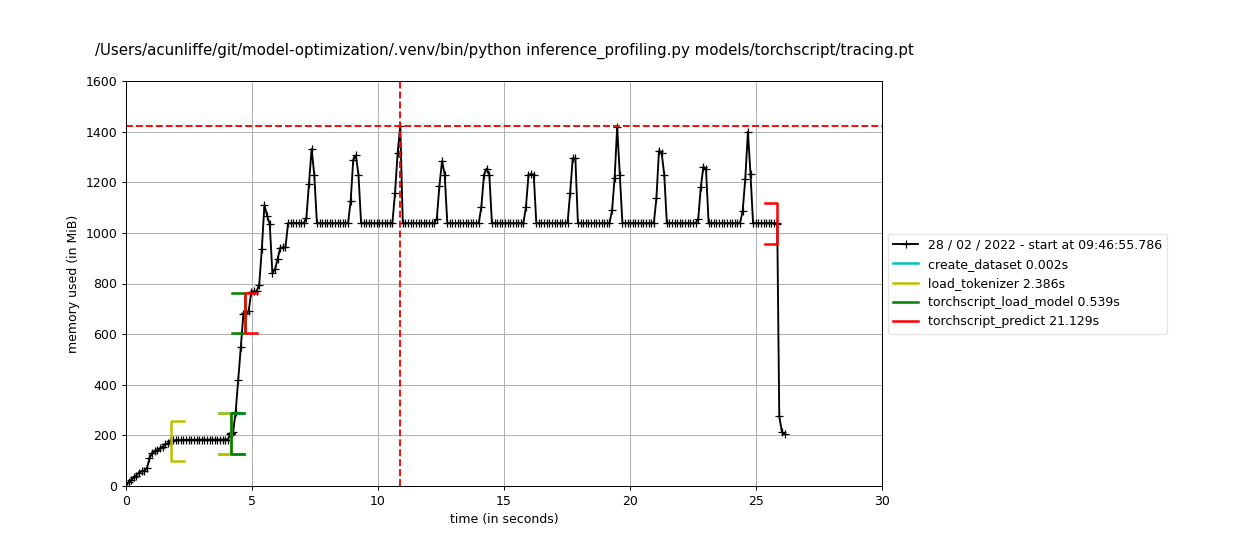 /Users/acunliffe/git/model-optimization/.venv/bin/python inference_profiling.py models/torchscript/tracing.pt
1600
1400
1200
1000
800
600
400
200
0
memory used (in MiB)
0 5 10 15 20 25 30
time (in seconds)
28 / 02 / 2022 - start at 09:46:55.786
create_dataset 0.002s
load_tokenizer 2.386s
torchscript_load_model 0.539s
torchscript_predict 21.129s